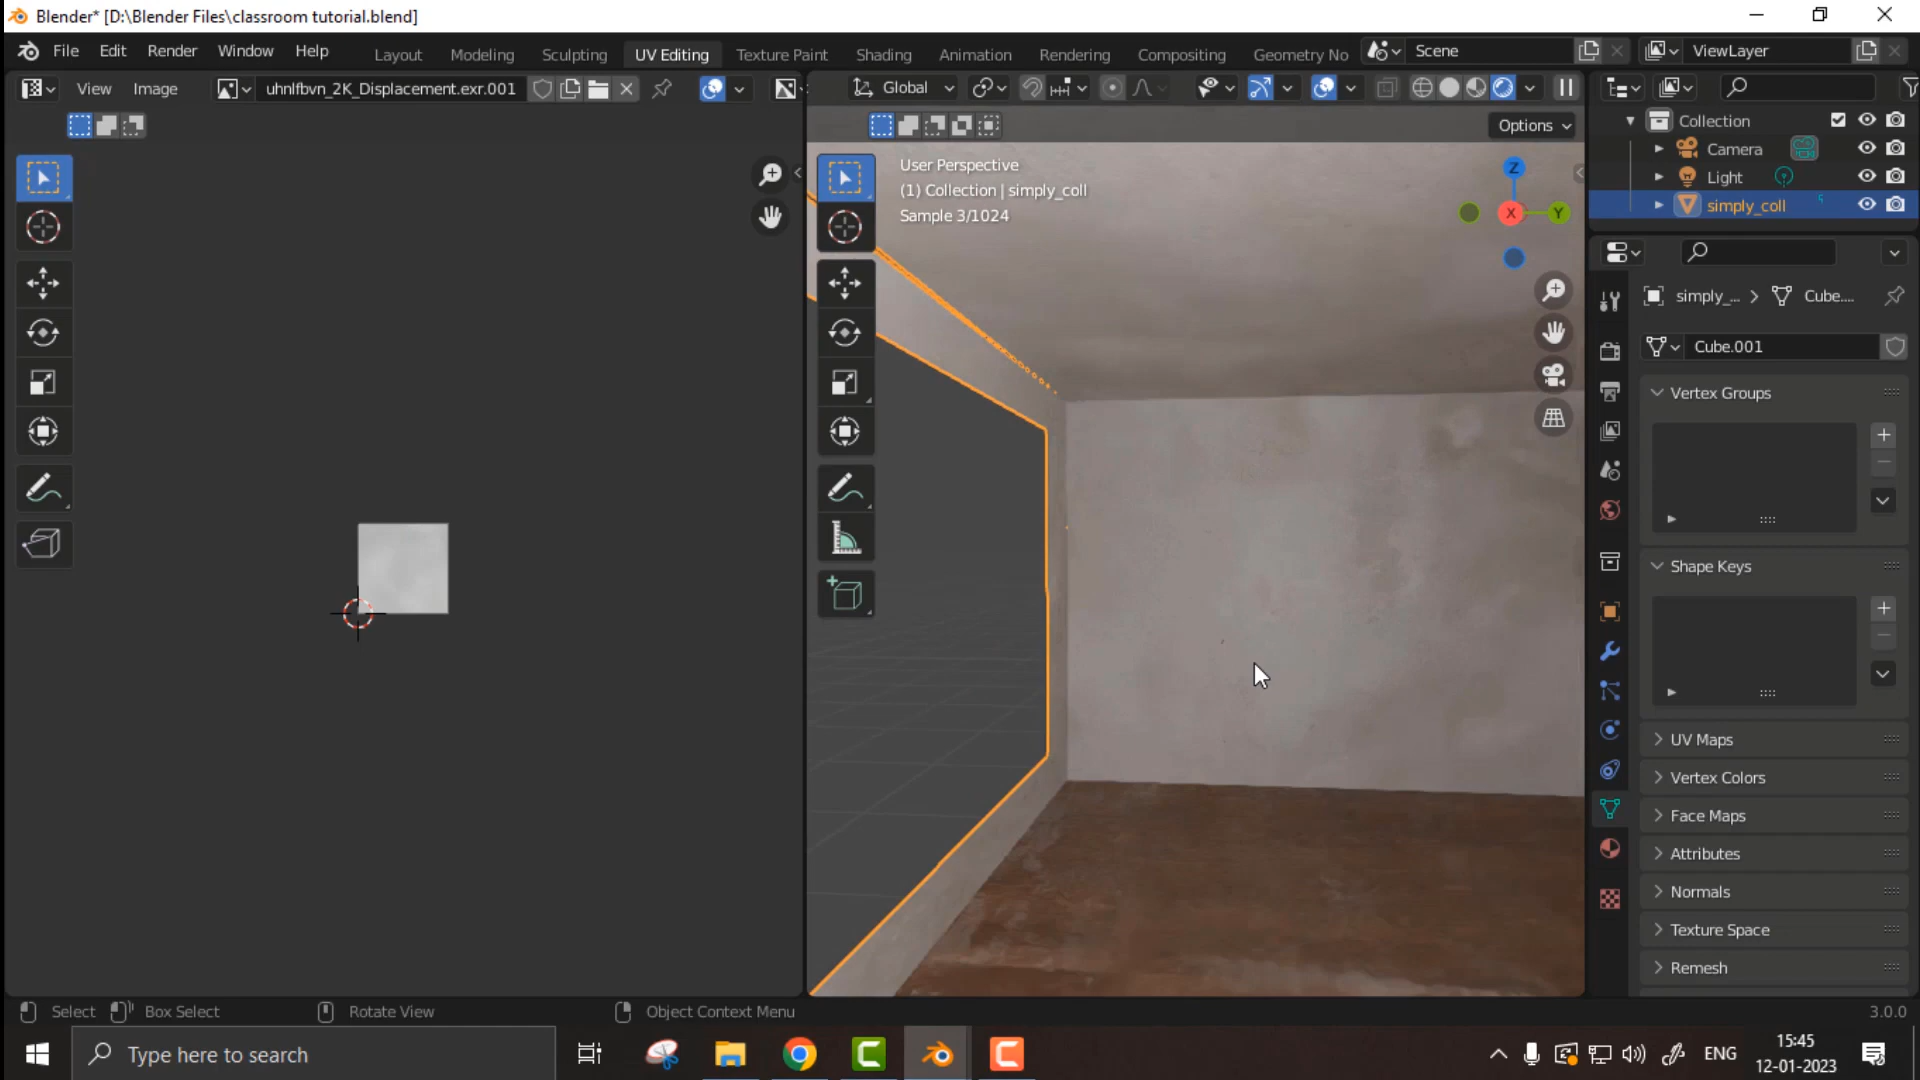 Blender* [D:\Blender Files\classroom tutorial.blend]
File Edit Render Window Help
Layout Modeling Sculpting UV Editing Texture Paint Shading Animation Rendering Compositing Geometry No
Scene
ViewLayer
View Image
uhnlfbvn_2K_Displacement.exr.001
Global
Options
User Perspective
(1) Collection | simply_coll
Sample 3/1024
Z
X
Y
Collection
Camera
Light
simply_coll
simply_... Cube....
Cube.001
Vertex Groups
Shape Keys
UV Maps
Vertex Colors
Face Maps
Attributes
Normals
Texture Space
Remesh
Select Box Select Rotate View Object Context Menu
3.0.0
Type here to search
ENG
15:45
12-01-2023